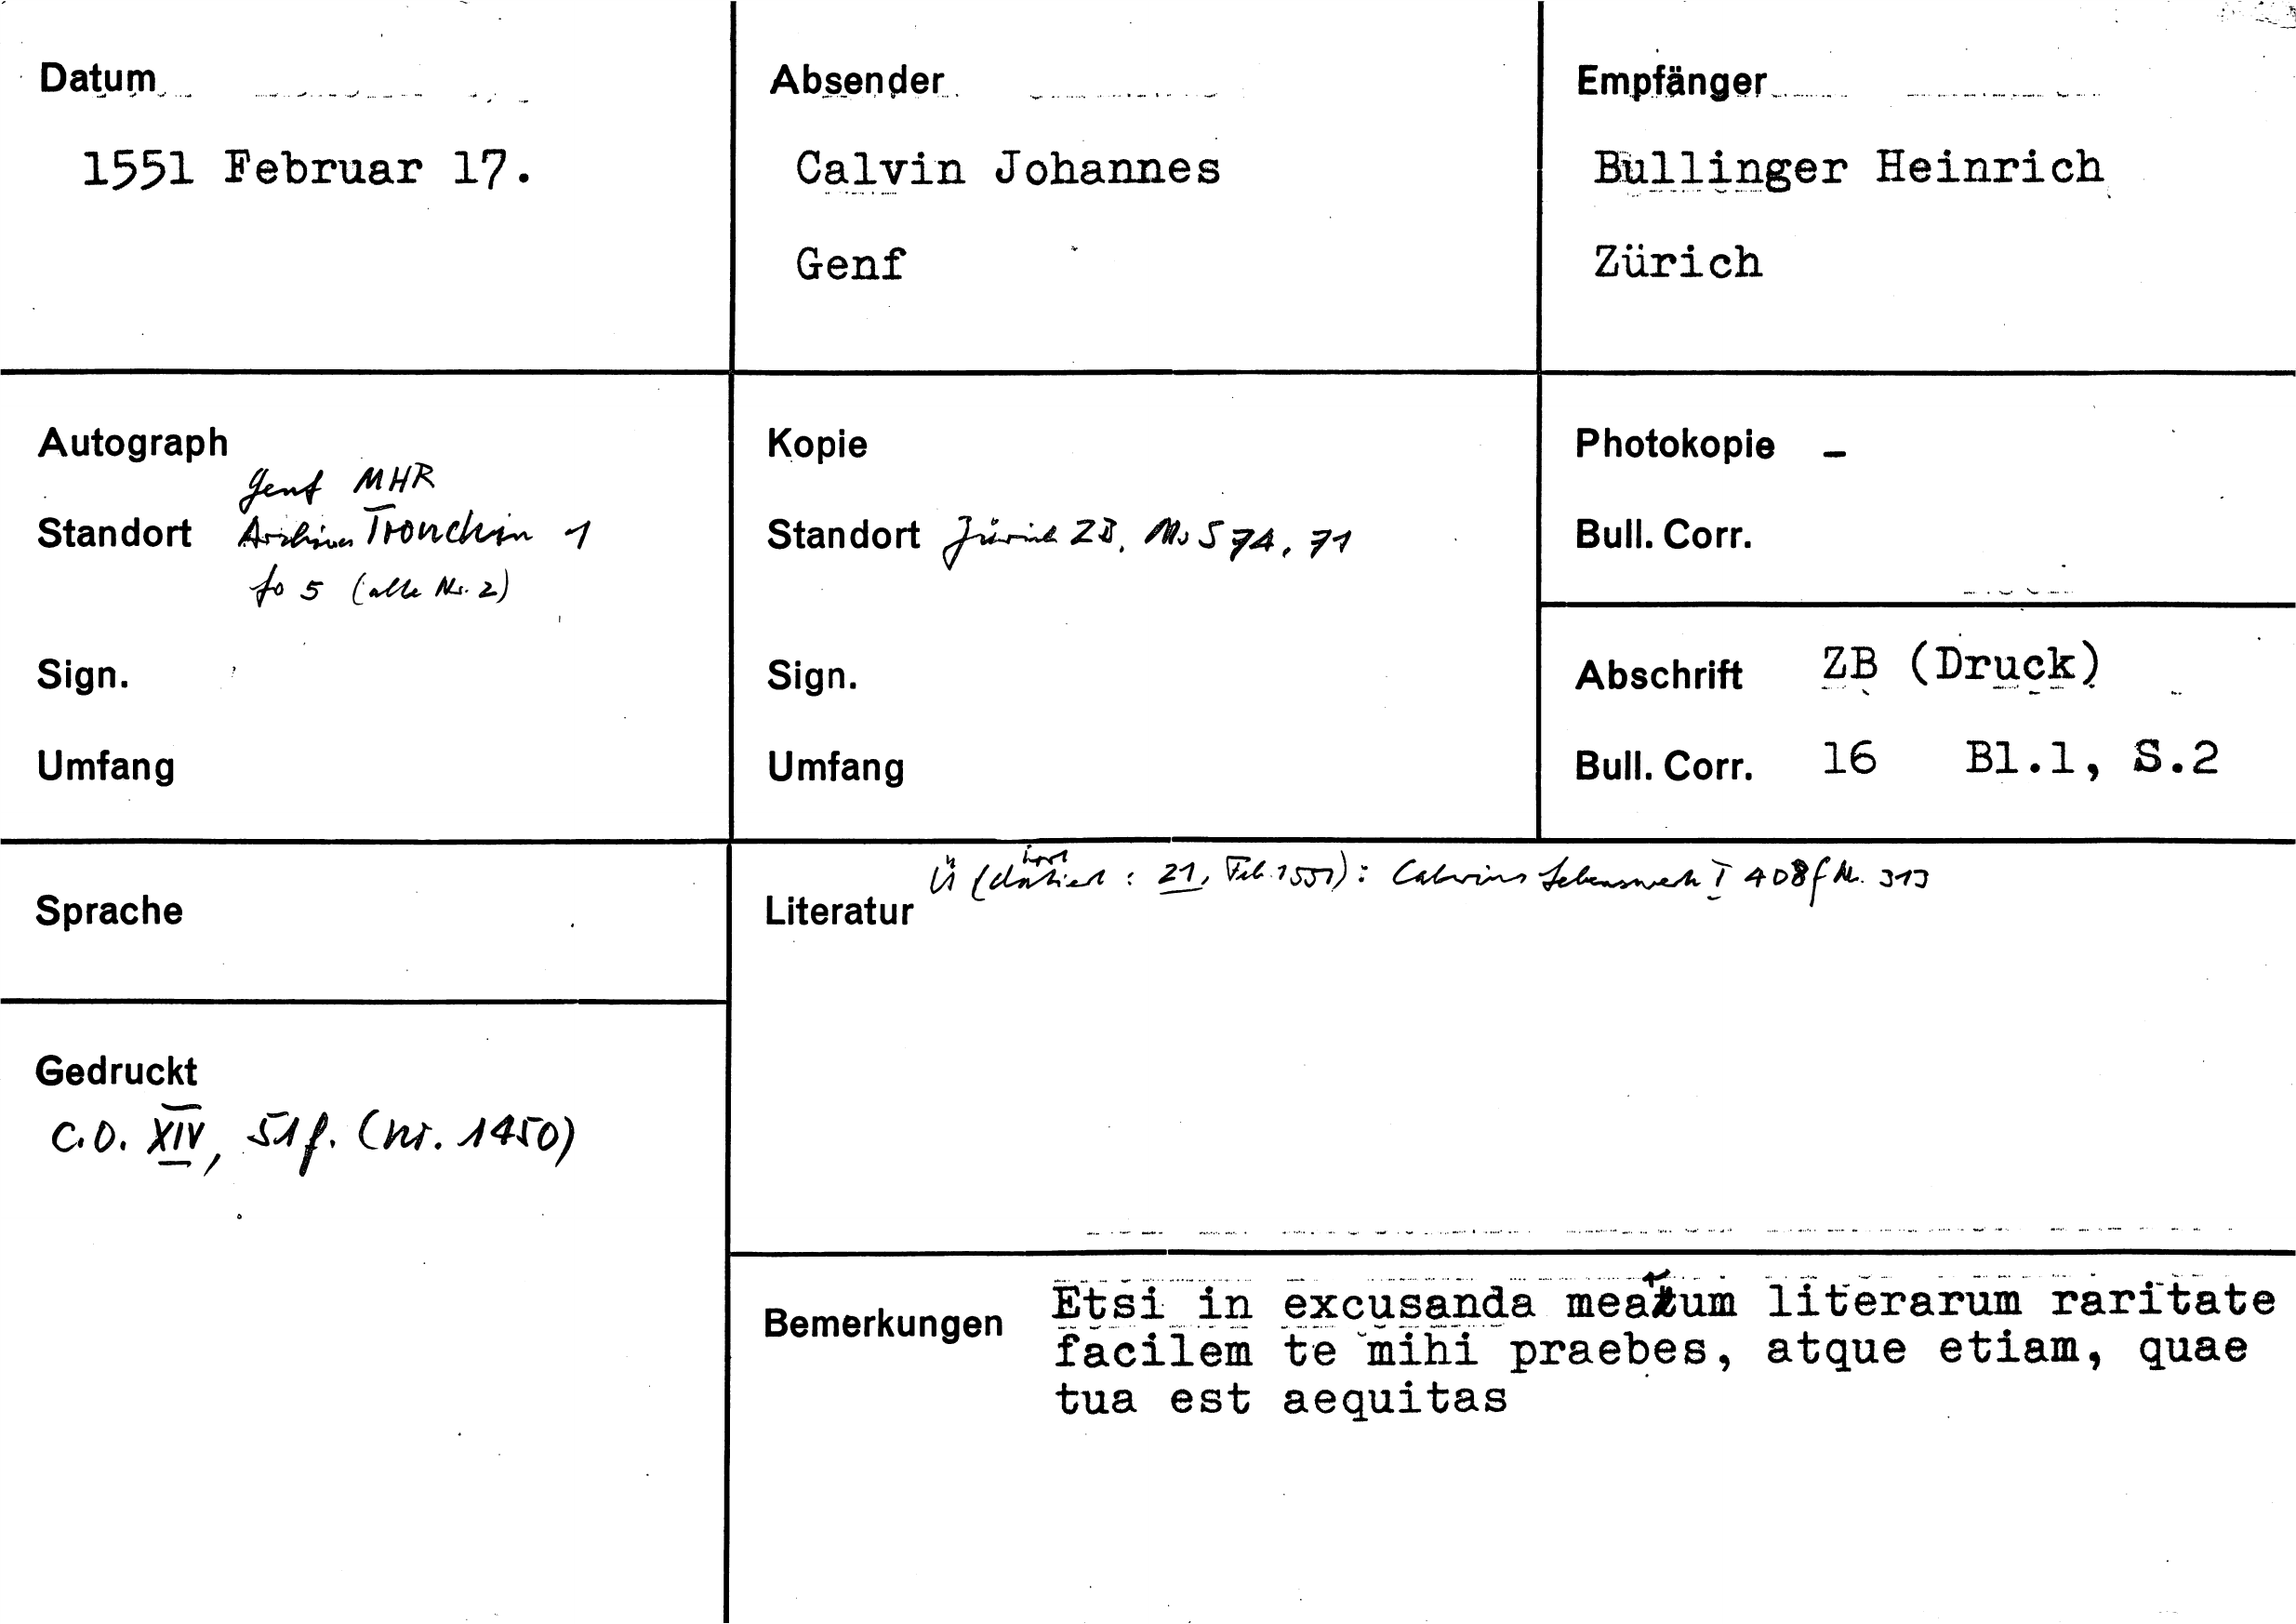 Datum
1551 Februar 17.
Absender
Calvin Johannes
Genf
Empfänger
Bullinger Heinrich
Zürich
Autograph
Genf MHR
Standort Archives Tronchin 1
fo 5 (alte Nr. 2)
Sign.
Umfang
Kopie
Standort Zürich ZB, Ms S 74, 71
Sign.
Umfang
Photokopie –
Bull. Corr.
Abschrift ZB (Druck)
Bull. Corr. 16 Bl.1, S.2
Sprache
Gedruckt
C.O. XIV, 51f. (Nr. 1450)
Ü (datiert : 21. Feb. 1551): Calvins Lebenswerk I 408f Nr. 313
Literatur
Bemerkungen
Etsi in excusanda mearum literarum raritate
facilem te mihi praebes, atque etiam, quae
tua est aequitas